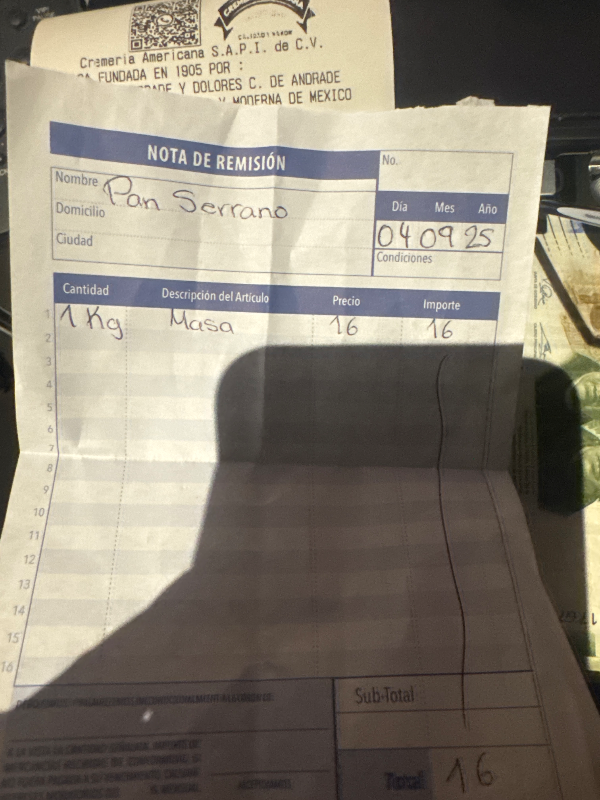 Cremeria Americana S.A.P.I. de C.V.
FUNDADA EN 1905 POR :
Y DOLORES C. DE ANDRADE
Y MODERNA DE MEXICO
NOTA DE REMISIÓN
No.
Nombre Pan Serrano
Domicilio
Ciudad
Día Mes Año
04 09 25
Condiciones
Cantidad Descripción del Artículo Precio Importe
1 1 Kg Masa 16 16
2
3
4
5
6
7
8
9
10
11
12
13
14
15
16
Sub-Total
Total 16